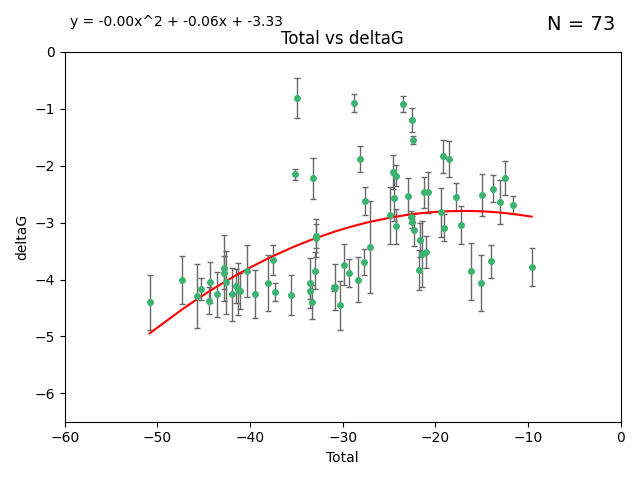 y = -0.00x^2 + -0.06x + -3.33
N = 73
Total vs deltaG
0
−1
−2
−3
−4
−5
−6
deltaG
−60
−50
−40
−30
−20
−10
0
Total